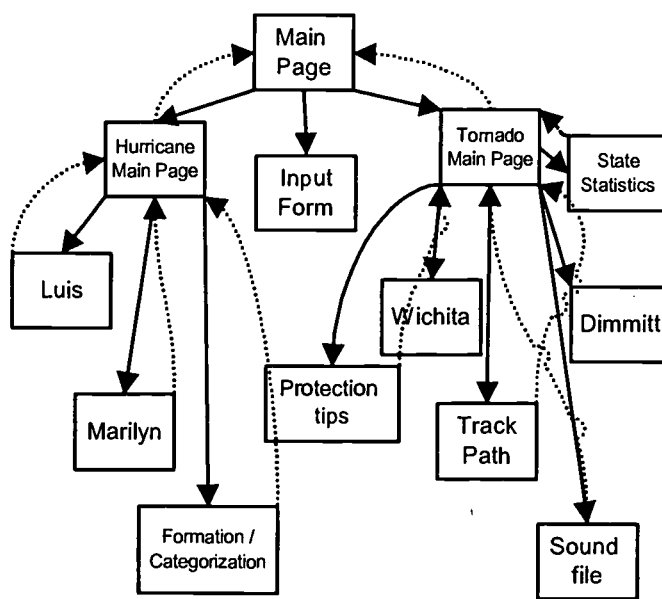 Main
Page
Hurricane
Main Page
Input
Form
Tornado
Main Page
State
Statistics
Luis
Wichita
Dimmitt
Protection
tips
Marilyn
Track
Path
Formation /
Categorization
Sound
file